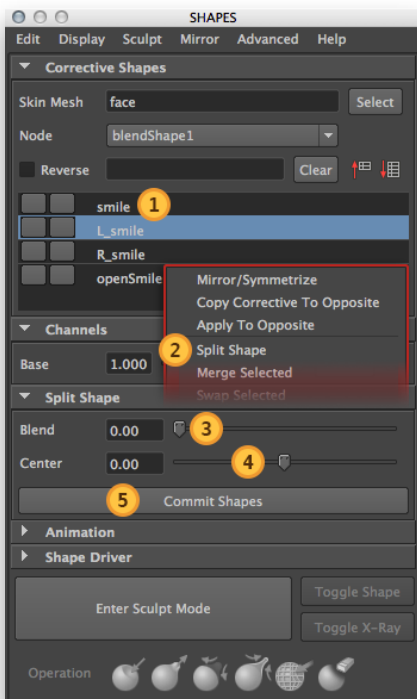 SHAPES
Edit Display Sculpt Mirror Advanced Help
Corrective Shapes
Skin Mesh face Select
Node blendShape1
Reverse Clear
smile 1
L_smile
R_smile
openSmile
Mirror/Symmetrize
Copy Corrective To Opposite
Apply To Opposite
2 Split Shape
Merge Selected
Swap Selected
Channels
Base 1.000
Split Shape
Blend 0.00 3
Center 0.00 4
5 Commit Shapes
Animation
Shape Driver
Enter Sculpt Mode
Toggle Shape
Toggle X-Ray
Operation